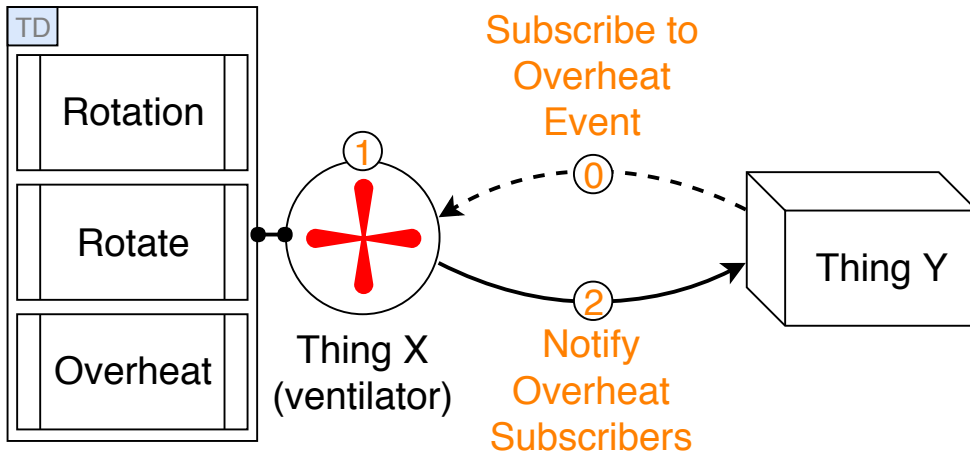 TD
Rotation
Rotate
Overheat
1
Thing X
(ventilator)
Subscribe to
Overheat
Event
0
2
Notify
Overheat
Subscribers
Thing Y